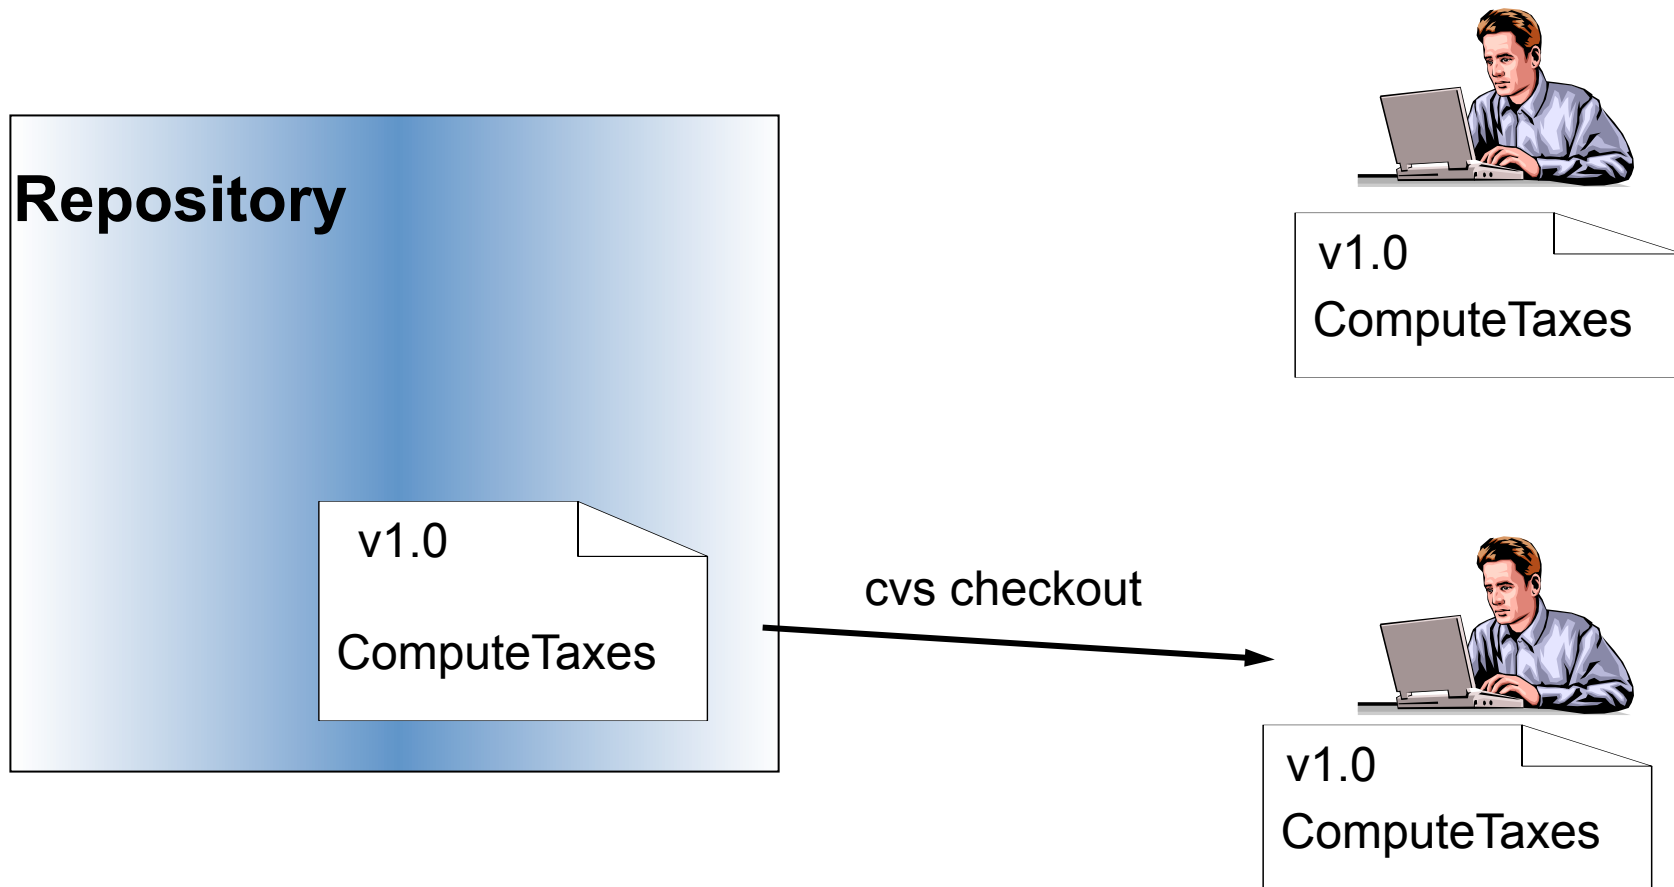 Repository
v1.0
ComputeTaxes
cvs checkout
v1.0
ComputeTaxes
v1.0
ComputeTaxes